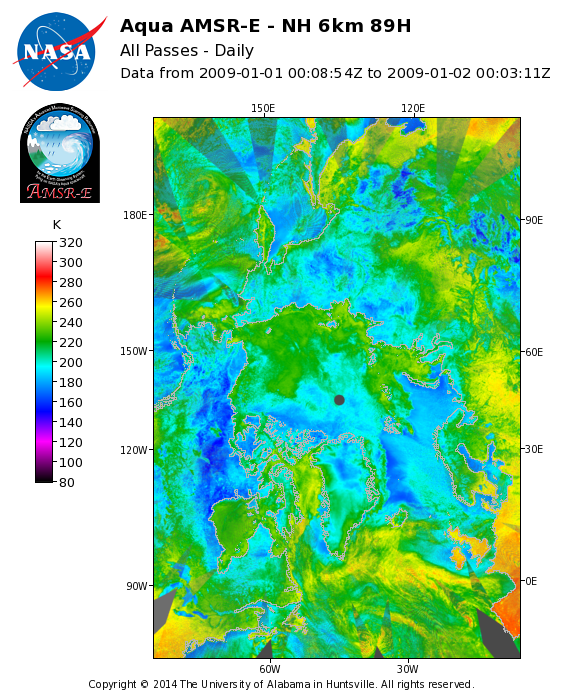 NASA
Aqua AMSR-E - NH 6km 89H
All Passes - Daily
Data from 2009-01-01 00:08:54Z to 2009-01-02 00:03:11Z
AMSR-E
150E 120E
K
320
300
280
260
240
220
200
180
160
140
120
100
80
180E
150W
120W
90W
90E
60E
30E
0E
60W 30W
Copyright © 2014 The University of Alabama in Huntsville. All rights reserved.